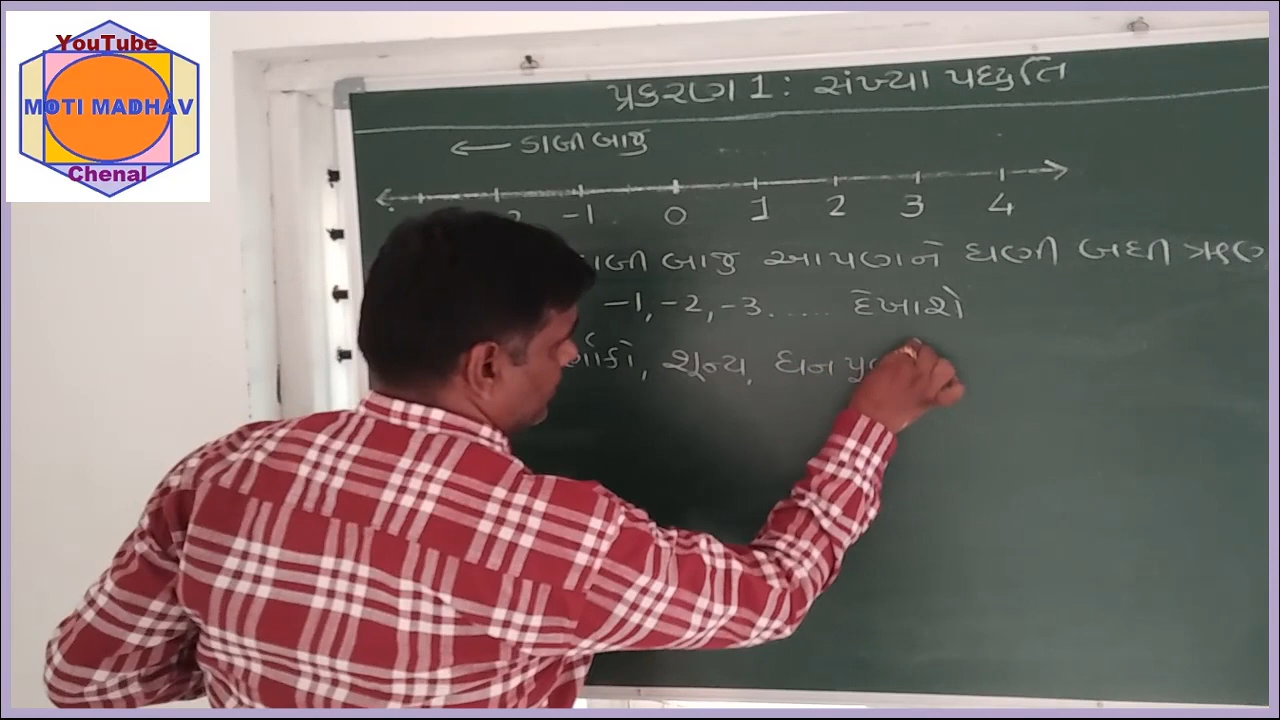 YouTube
MOTI MADHAV
Chenal
પ્રકરણ 1 : સંખ્યા પદ્ધતિ
← ડાબી બાજુ
-1 0 1 2 3 4
બાજુ આપણને ઘણી બધી ઋણ
-1, -2, -3..... દેખાશે
શૂન્ય, ધન